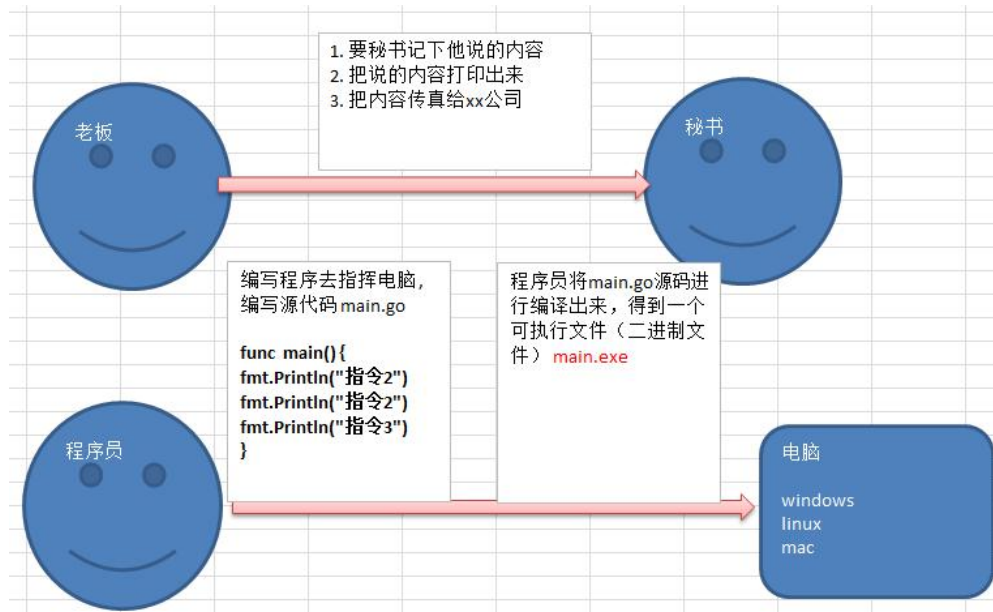 老板
1. 要秘书记下他说的内容
2. 把说的内容打印出来
3. 把内容传真给xx公司
秘书
编写程序去指挥电脑,
编写源代码 main.go
func main(){
fmt.Println("指令2")
fmt.Println("指令2")
fmt.Println("指令3")
}
程序员将main.go源码进
行编译出来，得到一个
可执行文件（二进制文
件） main.exe
程序员
电脑
windows
linux
mac